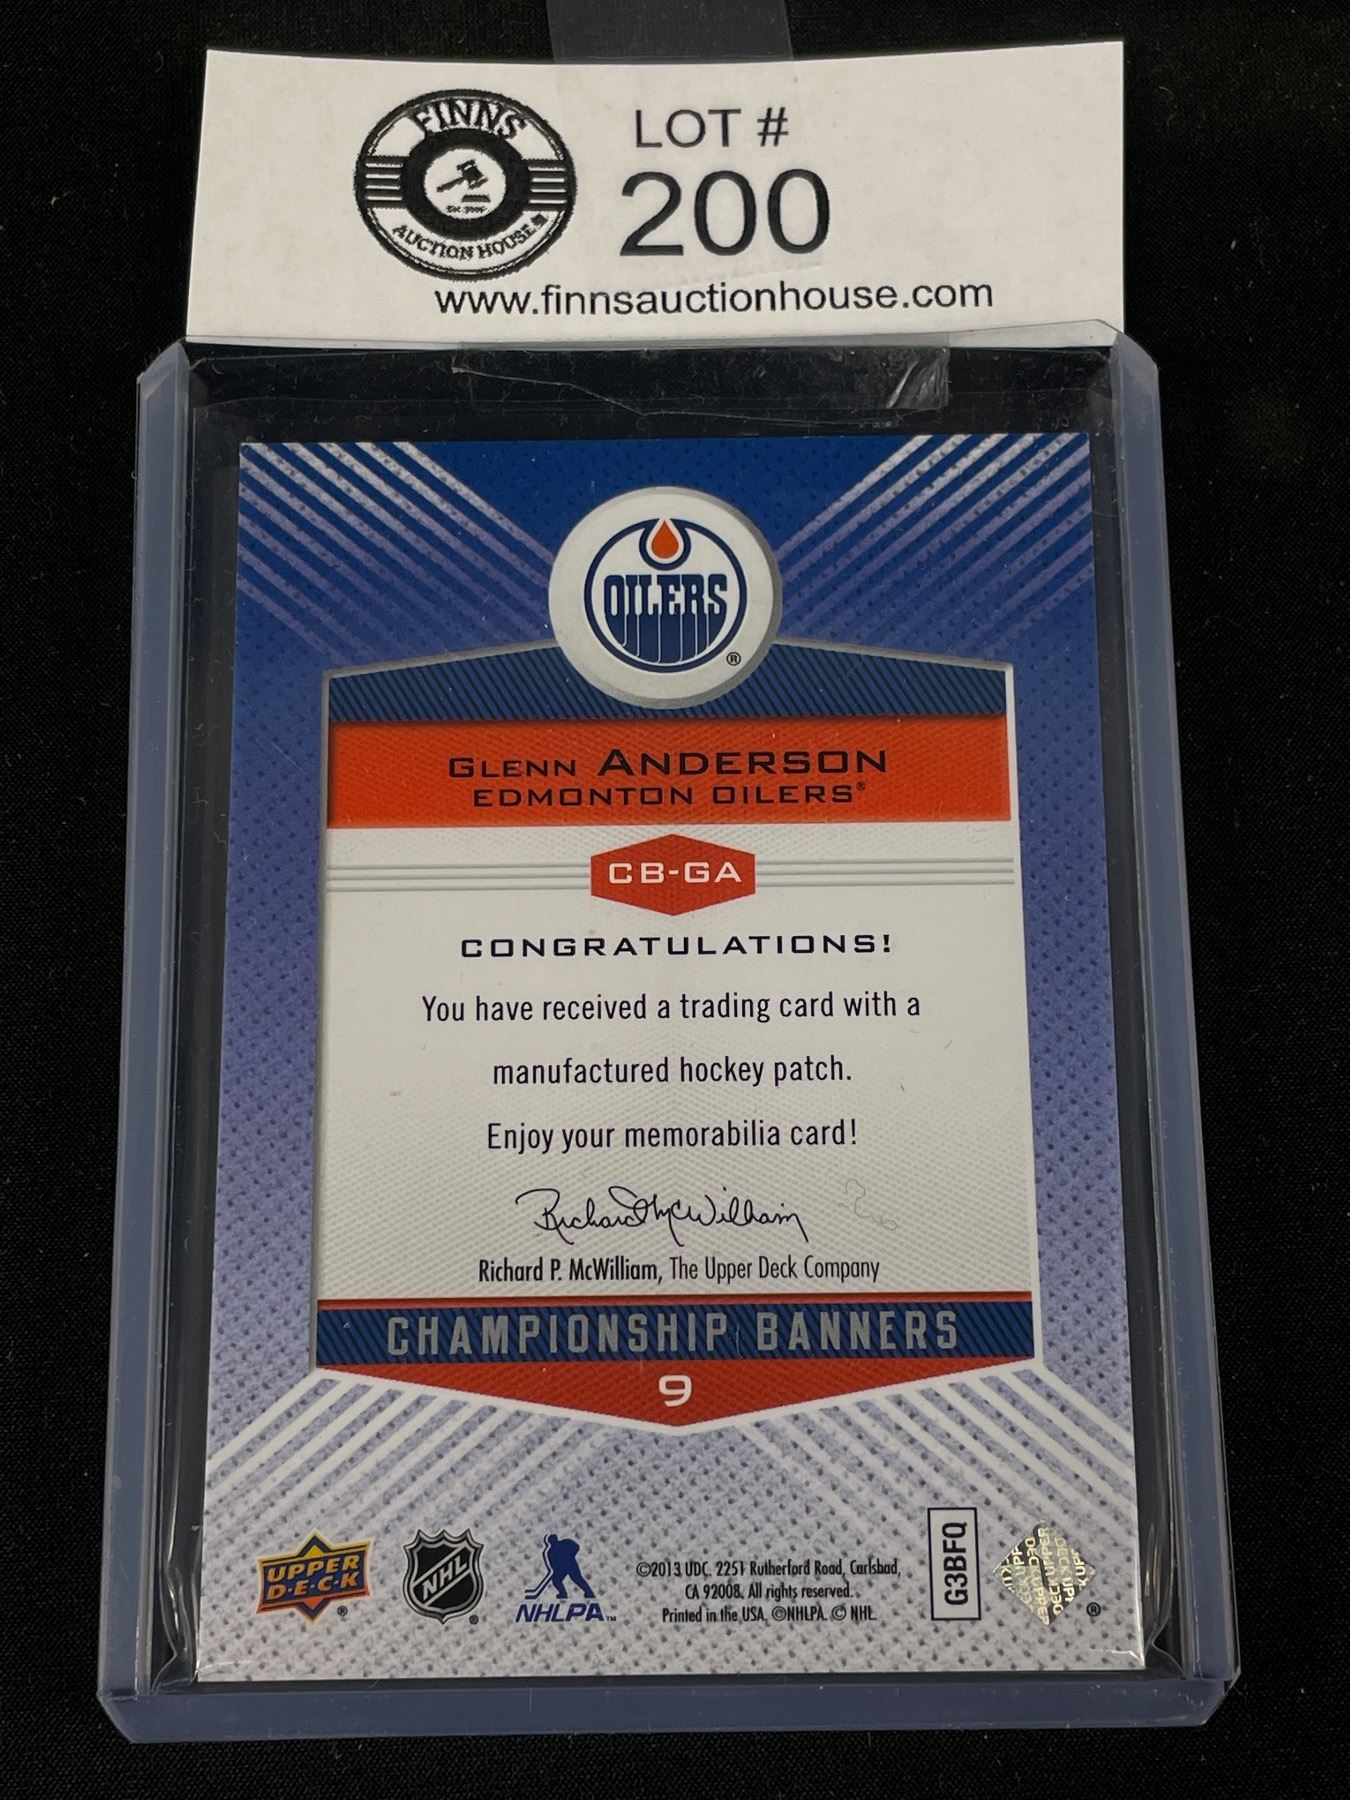 FINNS
AUCTION HOUSE
LOT #
200
www.finnsauctionhouse.com
OILERS
®
GLENN ANDERSON
EDMONTON OILERS®
CB-GA
CONGRATULATIONS!
You have received a trading card with a
manufactured hockey patch.
Enjoy your memorabilia card!
Richard McWilliam
Richard P. McWilliam, The Upper Deck Company
CHAMPIONSHIP BANNERS
9
UPPER
D·E·C·K
®
NHL
®
NHLPA™
©2013 UDC. 2251 Rutherford Road, Carlsbad,
CA 92008. All rights reserved.
Printed in the USA. ©NHLPA. © NHL.
G3BFQ
®